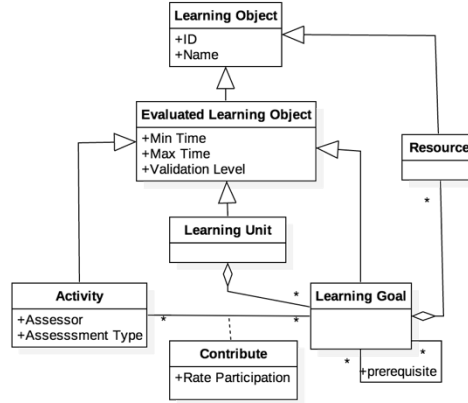 Learning Object
+ID
+Name
Evaluated Learning Object
+Min Time
+Max Time
+Validation Level
Resource
*
Learning Unit
*
Activity
+Assessor
+Assesssment Type
*
*
Learning Goal
*
*
+prerequisite
Contribute
+Rate Participation